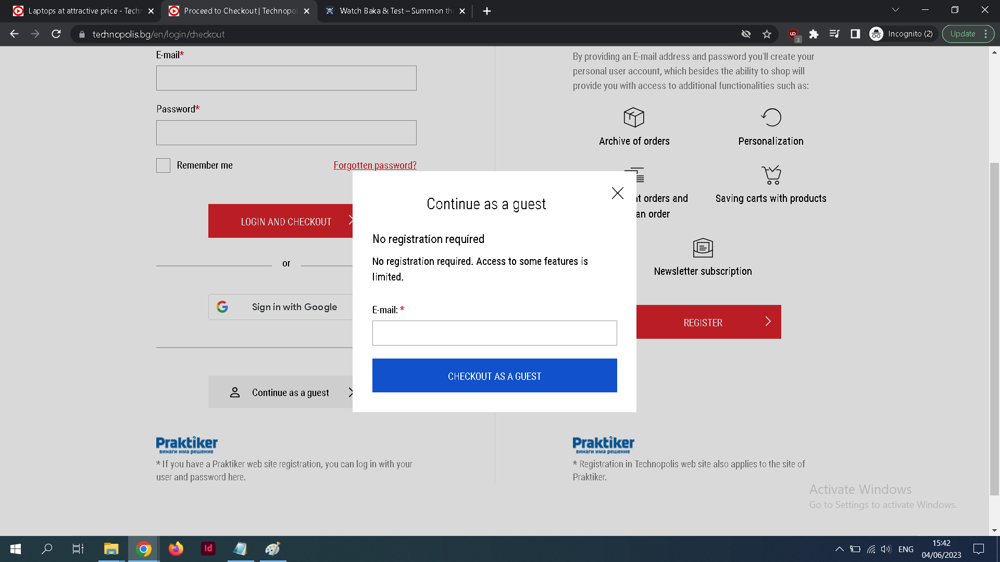 Laptops at attractive price - Techn
Proceed to Checkout | Technopol
Watch Baka & Test – Summon the
technopolis.bg/en/login/checkout
3
Incognito (2)
Update
E-mail*
Password*
Remember me
Forgotten password?
LOGIN AND CHECKOUT
or
Sign in with Google
Continue as a guest
Praktiker
винаги има решение
* If you have a Praktiker web site registration, you can log in with your
user and password here.
Continue as a guest
No registration required
No registration required. Access to some features is
limited.
E-mail: *
CHECKOUT AS A GUEST
By providing an E-mail address and password you'll create your
personal user account, which besides the ability to shop will
provide you with access to additional functionalities such as:
Archive of orders
Personalization
orders and
an order
Saving carts with products
Newsletter subscription
REGISTER
Praktiker
винаги има решение
* Registration in Technopolis web site also applies to the site of
Praktiker.
Activate Windows
Go to Settings to activate Windows.
Id
ENG
15:42
04/06/2023